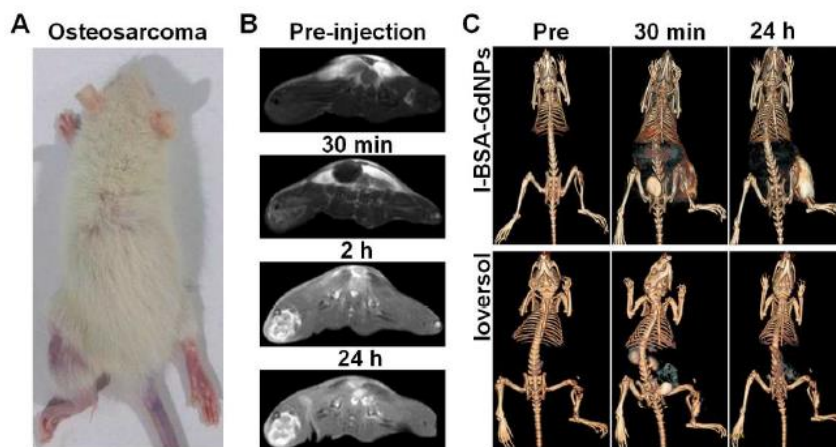 A
Osteosarcoma
B
Pre-injection
30 min
2 h
24 h
C
Pre 30 min 24 h
I-BSA-GdNPs
Ioversol